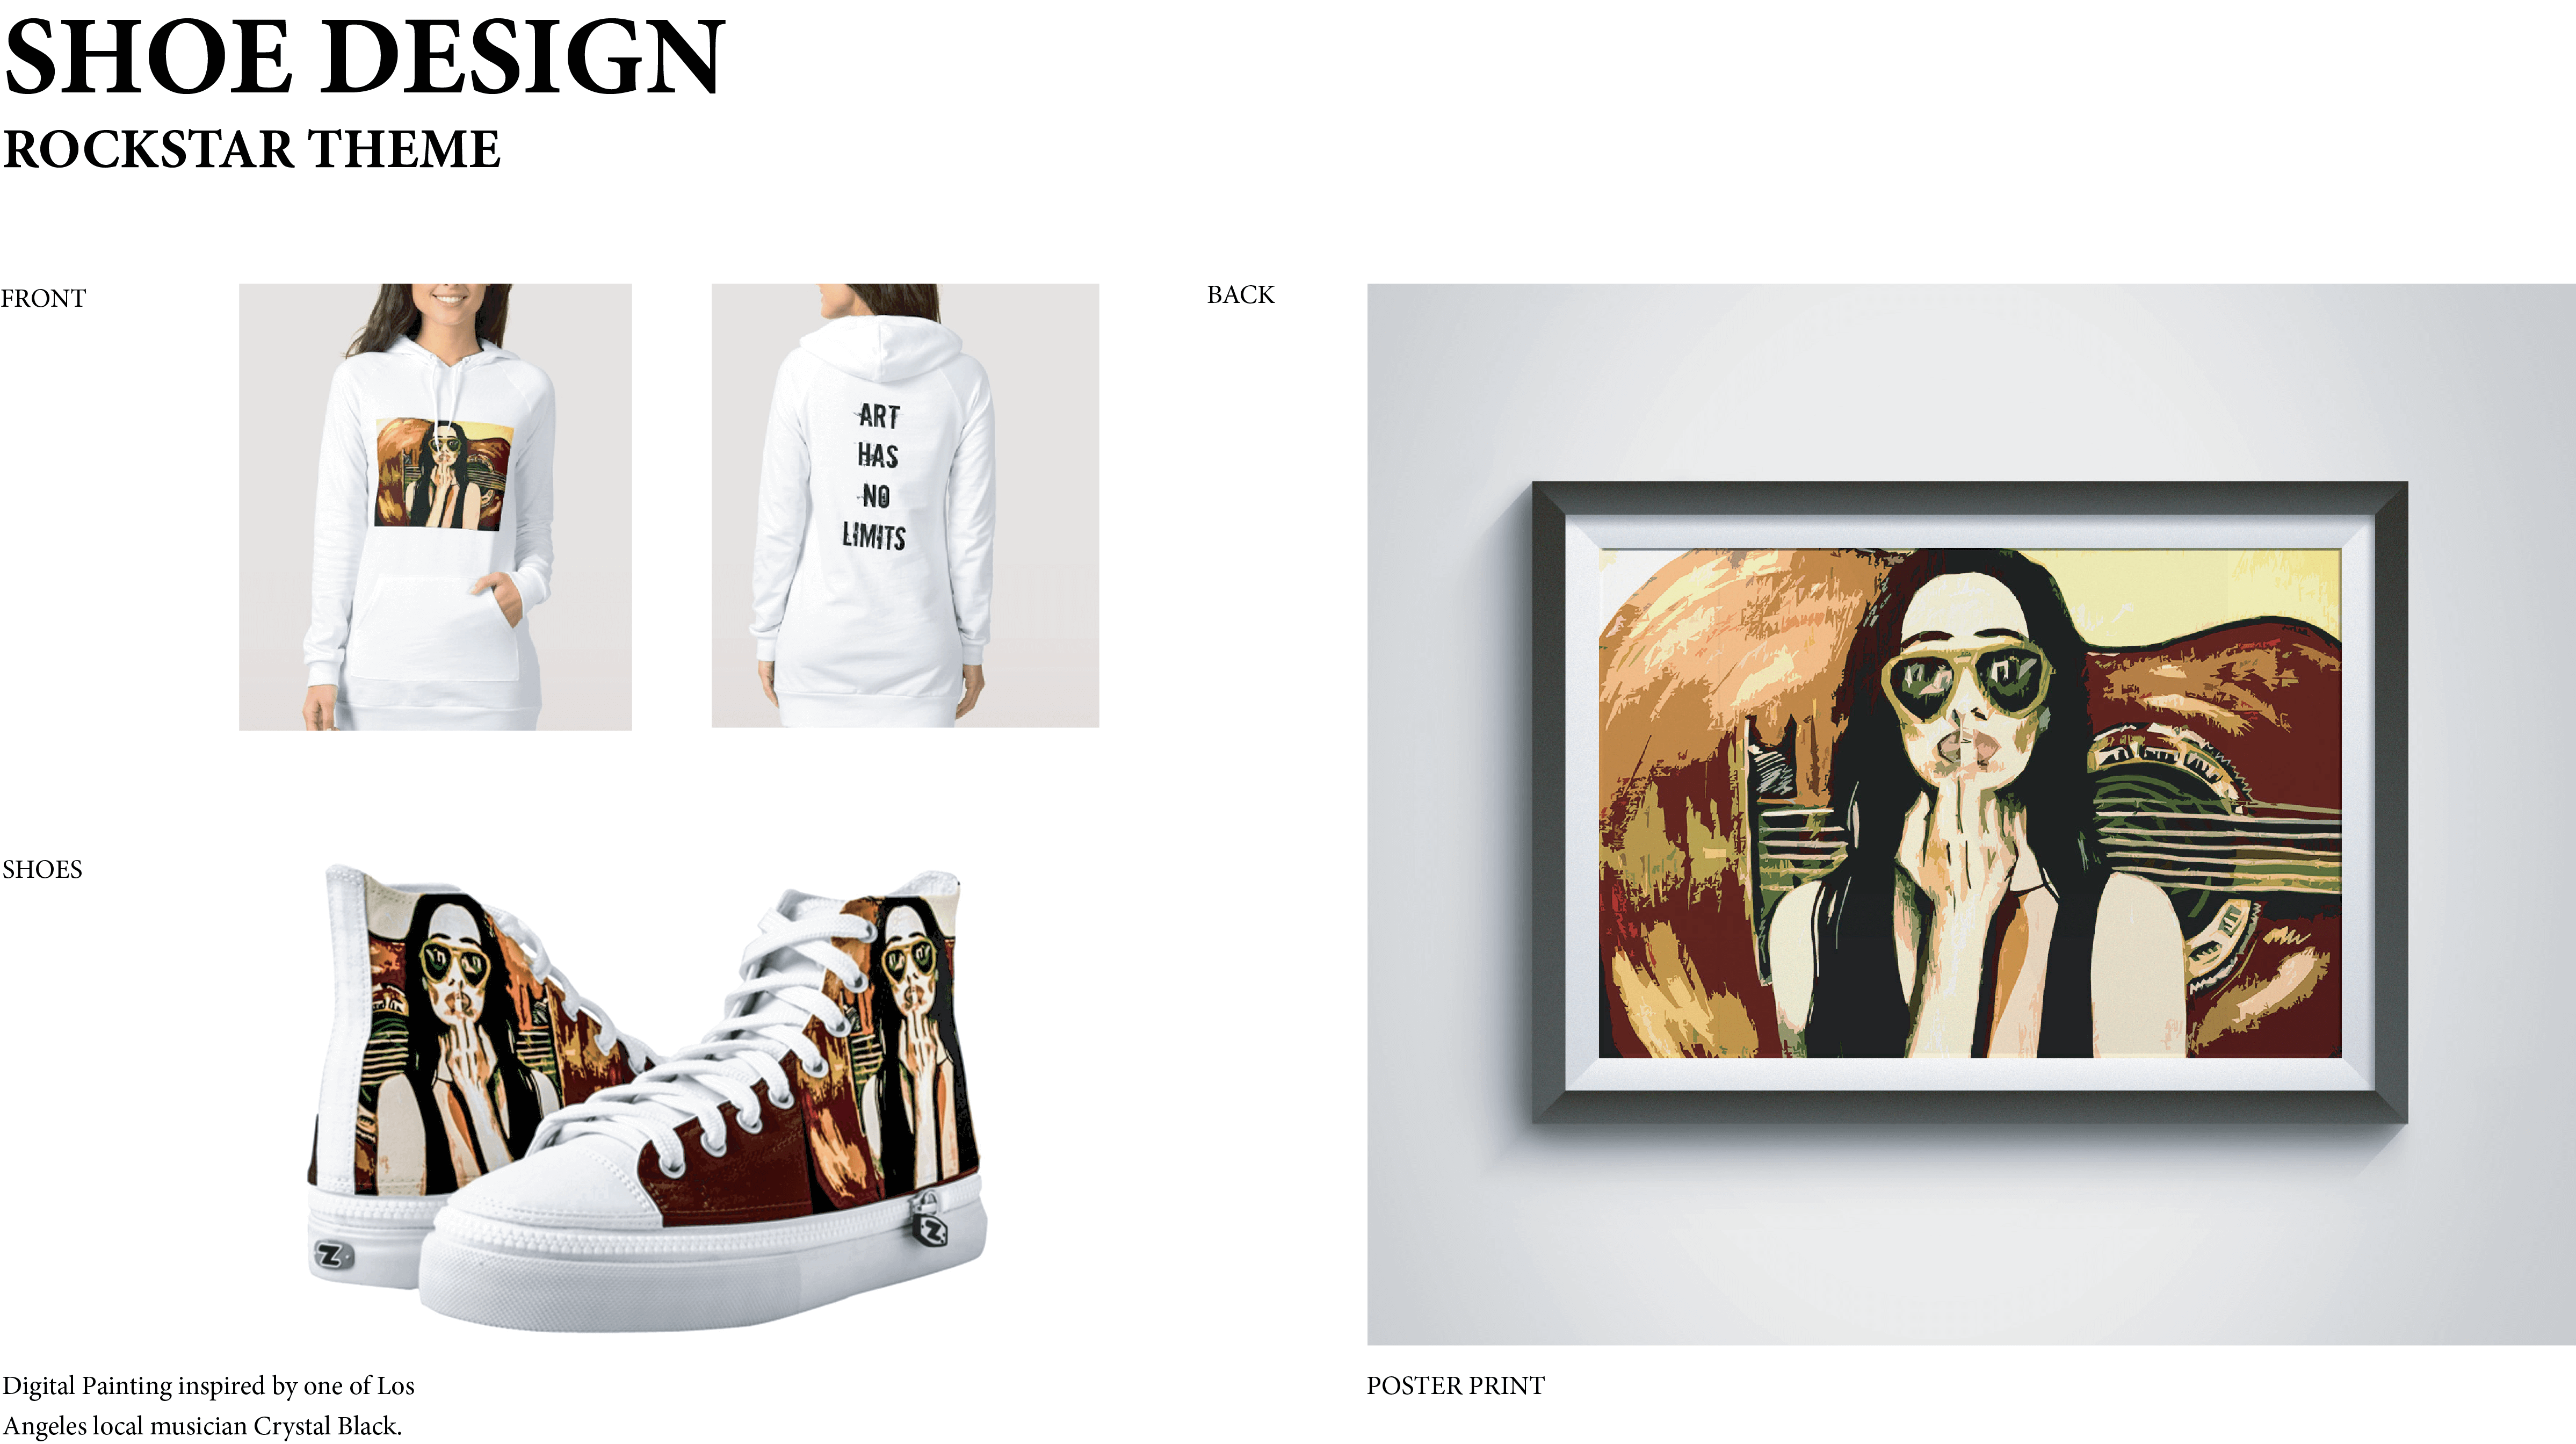 SHOE DESIGN
ROCKSTAR THEME
FRONT
BACK
ART
HAS
NO
LIMITS
SHOES
Z
Z
Digital Painting inspired by one of Los
Angeles local musician Crystal Black.
POSTER PRINT